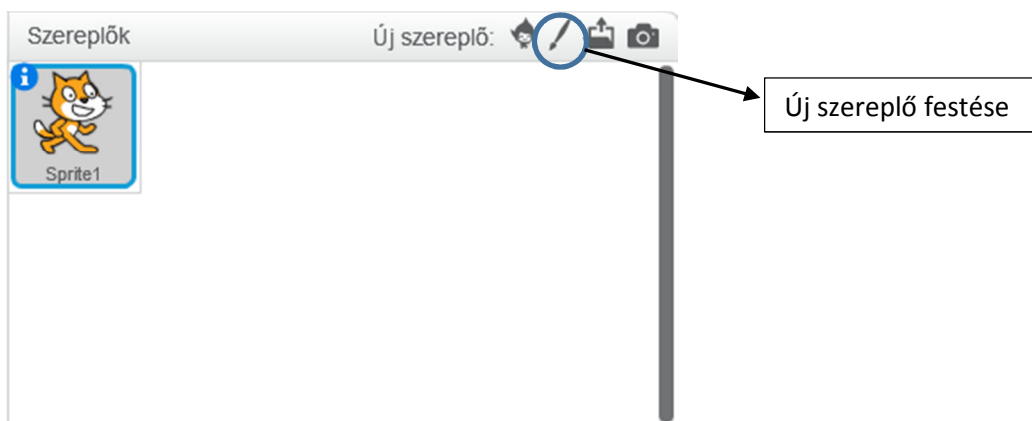 Szereplők
Új szereplő:
Új szereplő festése
i
Sprite1